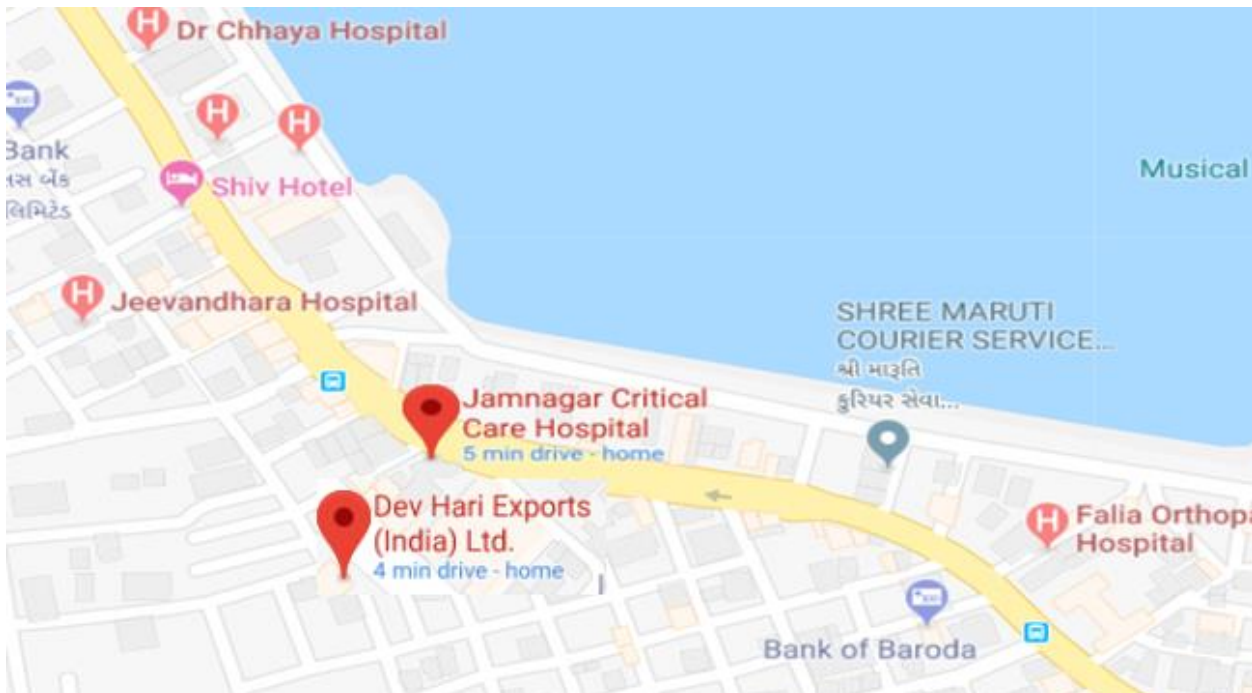 Dr Chhaya Hospital
Bank
લિમિટેડ
Shiv Hotel
Musical
Jeevandhara Hospital
SHREE MARUTI
COURIER SERVICE...
શ્રી મારૂતિ
કુરિયર સેવા...
Jamnagar Critical
Care Hospital
5 min drive - home
Dev Hari Exports
(India) Ltd.
4 min drive - home
Falia Orthop
Hospital
Bank of Baroda